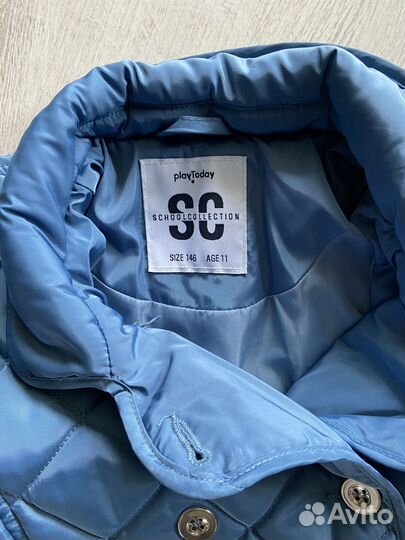 playToday
SC
SCHOOLCOLLECTION
SIZE 146 AGE 11
Avito